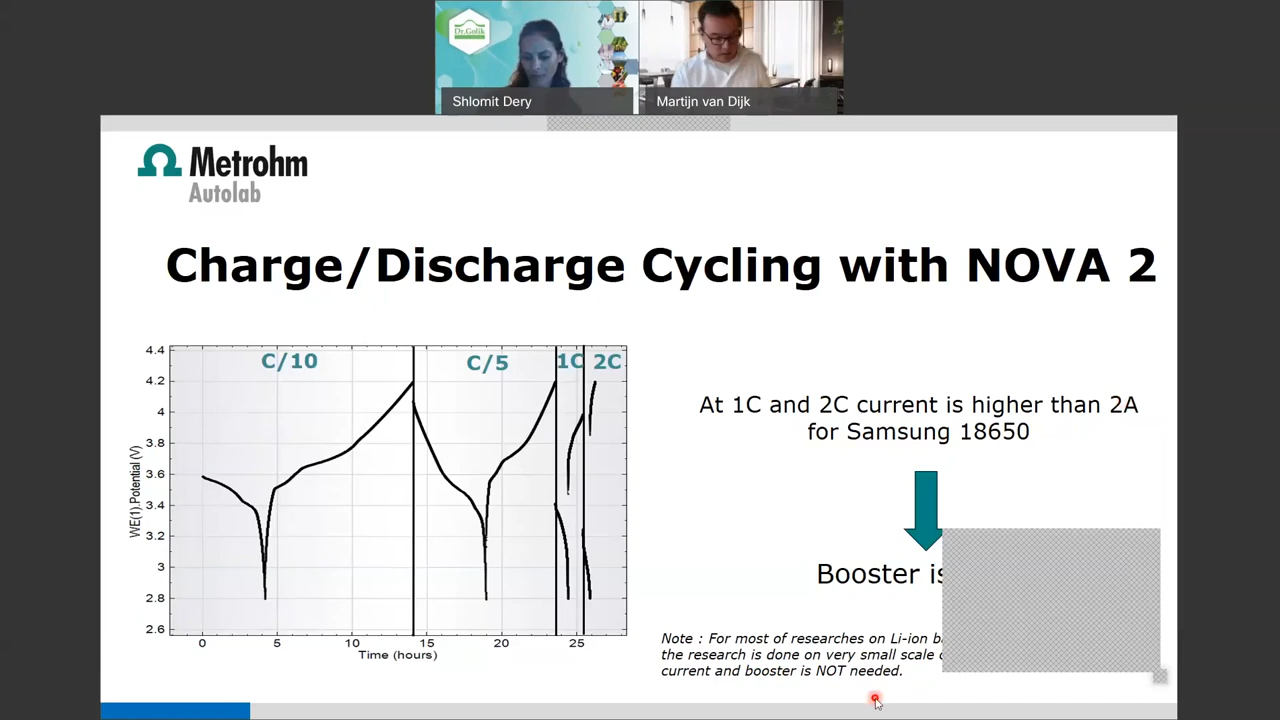 Dr.Golik
Shlomit Dery
Martijn van Dijk
Metrohm
Autolab
Charge/Discharge Cycling with NOVA 2
C/10
C/5
1C
2C
4.4
4.2
4
3.8
3.6
3.4
3.2
3
2.8
2.6
WE(1).Potential (V)
0
5
10
15
20
25
Time (hours)
At 1C and 2C current is higher than 2A
for Samsung 18650
Booster is
Note : For most of researches on Li-ion
the research is done on very small scale
current and booster is NOT needed.